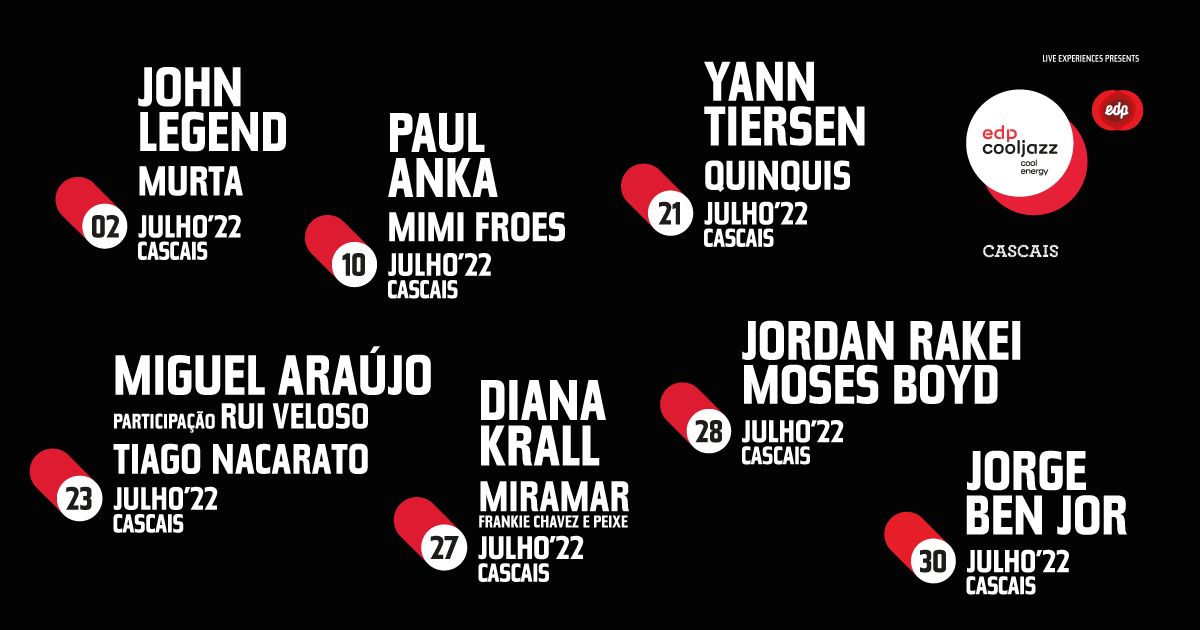 JOHN
LEGEND
MURTA
02
JULHO'22
CASCAIS
PAUL
ANKA
MIMI FROES
10
JULHO'22
CASCAIS
YANN
TIERSEN
QUINQUIS
21
JULHO'22
CASCAIS
LIVE EXPERIENCES PRESENTS
edp
edp
cooljazz
cool
energy
CASCAIS
MIGUEL ARAÚJO
PARTICIPAÇÃO RUI VELOSO
TIAGO NACARATO
23
JULHO'22
CASCAIS
DIANA
KRALL
MIRAMAR
FRANKIE CHAVEZ E PEIXE
27
JULHO'22
CASCAIS
JORDAN RAKEI
MOSES BOYD
28
JULHO'22
CASCAIS
JORGE
BEN JOR
30
JULHO'22
CASCAIS